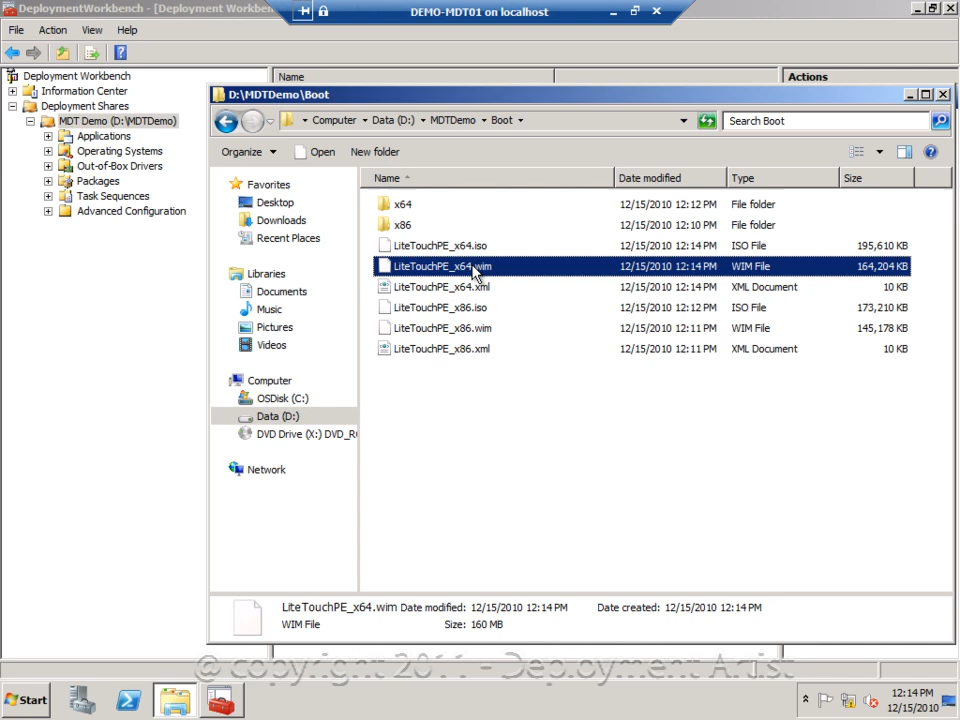 DeploymentWorkbench - [Deployment Workben
DEMO-MDT01 on localhost
File Action View Help
Deployment Workbench
Information Center
Deployment Shares
MDT Demo (D:\MDTDemo)
Applications
Operating Systems
Out-of-Box Drivers
Packages
Task Sequences
Advanced Configuration
Name
Actions
D:\MDTDemo\Boot
Computer Data (D:) MDTDemo Boot
Search Boot
Organize Open New folder
Favorites
Desktop
Downloads
Recent Places
Libraries
Documents
Music
Pictures
Videos
Computer
OSDisk (C:)
Data (D:)
DVD Drive (X:) DVD_R
Network
Name Date modified Type Size
x64 12/15/2010 12:12 PM File folder
x86 12/15/2010 12:10 PM File folder
LiteTouchPE_x64.iso 12/15/2010 12:14 PM ISO File 195,610 KB
LiteTouchPE_x64.wim 12/15/2010 12:14 PM WIM File 164,204 KB
LiteTouchPE_x64.xml 12/15/2010 12:14 PM XML Document 10 KB
LiteTouchPE_x86.iso 12/15/2010 12:12 PM ISO File 173,210 KB
LiteTouchPE_x86.wim 12/15/2010 12:11 PM WIM File 145,178 KB
LiteTouchPE_x86.xml 12/15/2010 12:11 PM XML Document 10 KB
LiteTouchPE_x64.wim Date modified: 12/15/2010 12:14 PM Date created: 12/15/2010 12:14 PM
WIM File Size: 160 MB
@ copyright 2011 - Deployment Artist
Start
12:14 PM
12/15/2010